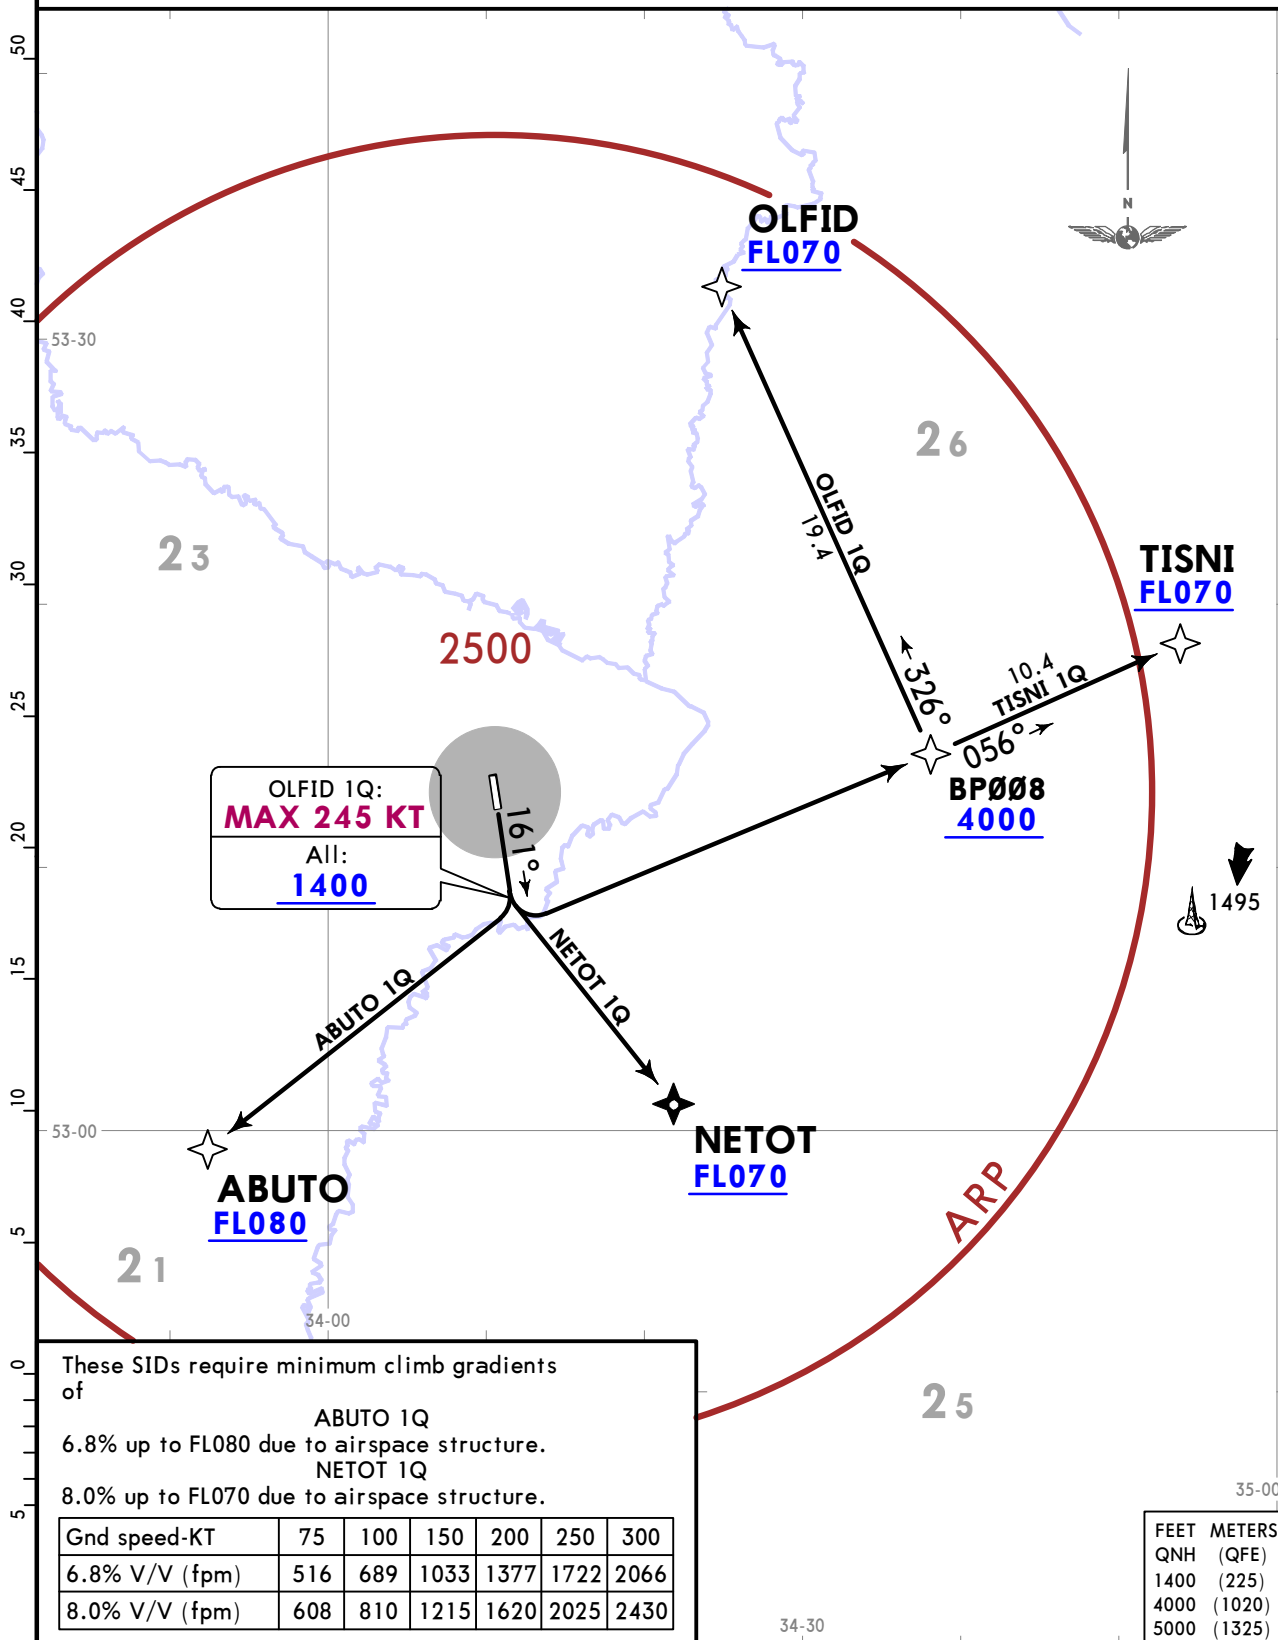 50
45
40
35
30
25
20
15
10
5
0
5
N
OLFID
FL070
53-30
26
OLFID 1Q
19.4
23
TISNI
FL070
2500
326°
10.4
TISNI 1Q
056°
BPØØ8
4000
OLFID 1Q:
MAX 245 KT
All:
1400
161°
1495
NETOT 1Q
ABUTO 1Q
53-00
NETOT
FL070
ABUTO
FL080
ARP
21
34-00
25
These SIDs require minimum climb gradients
of
ABUTO 1Q
6.8% up to FL080 due to airspace structure.
NETOT 1Q
8.0% up to FL070 due to airspace structure.
Gnd speed-KT 75 100 150 200 250 300
6.8% V/V (fpm) 516 689 1033 1377 1722 2066
8.0% V/V (fpm) 608 810 1215 1620 2025 2430
34-30
35-00
FEET METERS
QNH (QFE)
1400 (225)
4000 (1020)
5000 (1325)